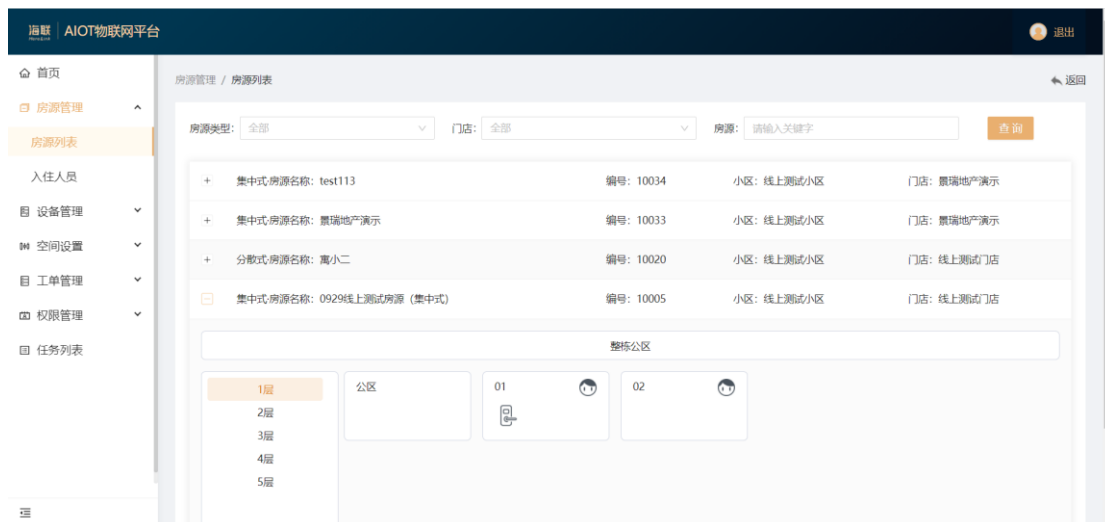 海联 AIOT物联网平台 退出
首页
房源管理 / 房源列表 返回
房源管理
房源类型: 全部 门店: 全部 房源: 请输入关键字 查询
房源列表
入住人员
设备管理
空间设置
工单管理
权限管理
任务列表
+ 集中式-房源名称: test113 编号: 10034 小区: 线上测试小区 门店: 景瑞地产演示
+ 集中式-房源名称: 景瑞地产演示 编号: 10033 小区: 线上测试小区 门店: 景瑞地产演示
+ 分散式-房源名称: 寓小二 编号: 10020 小区: 线上测试小区 门店: 线上测试门店
集中式-房源名称: 0929线上测试房源 (集中式) 编号: 10005 小区: 线上测试小区 门店: 线上测试门店
整栋公区
1层 公区 01 02
2层
3层
4层
5层